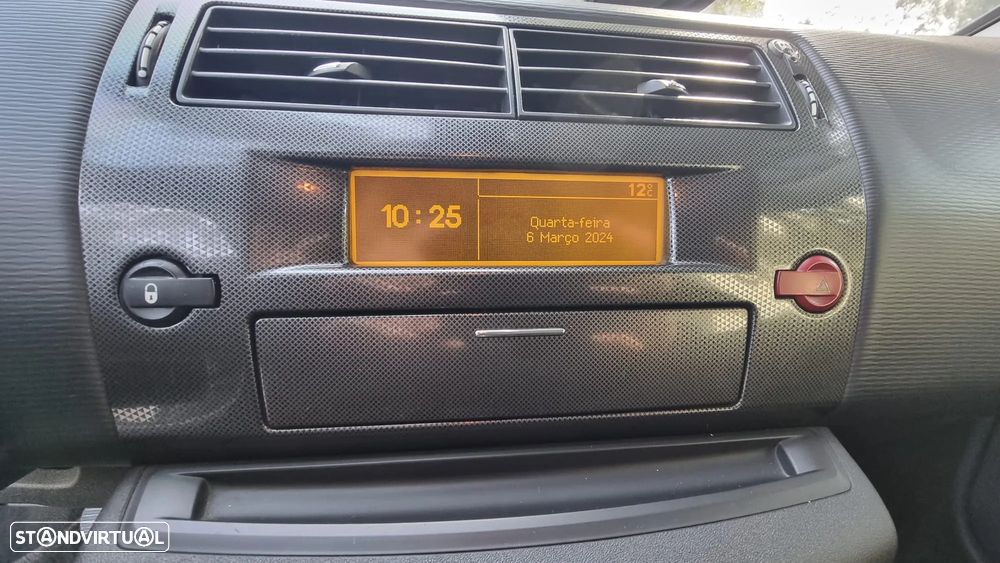 12°C
10:25
Quarta-feira
6 Março 2024
STANDVIRTUAL